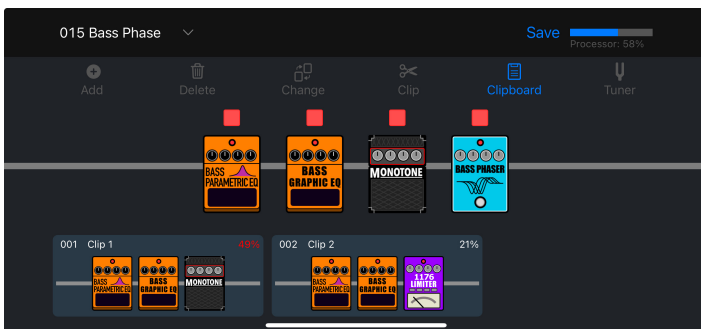 015 Bass Phase
Save
Processor: 58%
Add
Delete
Change
Clip
Clipboard
Tuner
BASS
PARAMETRIC EQ
BASS
GRAPHIC EQ
MONOTONE
BASS PHASER
001 Clip 1 49%
002 Clip 2 21%
BASS
PARAMETRIC EQ
BASS
GRAPHIC EQ
MONOTONE
BASS
PARAMETRIC EQ
BASS
GRAPHIC EQ
1176
LIMITER